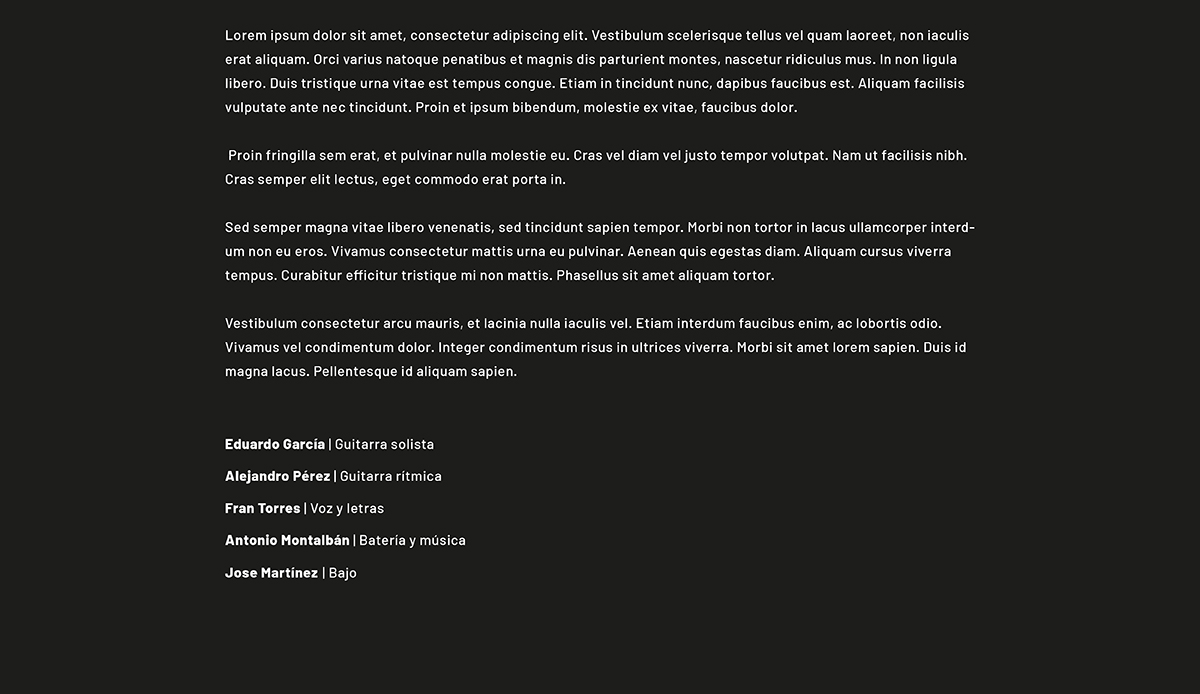 Lorem ipsum dolor sit amet, consectetur adipiscing elit. Vestibulum scelerisque tellus vel quam laoreet, non iaculis
erat aliquam. Orci varius natoque penatibus et magnis dis parturient montes, nascetur ridiculus mus. In non ligula
libero. Duis tristique urna vitae est tempus congue. Etiam in tincidunt nunc, dapibus faucibus est. Aliquam facilisis
vulputate ante nec tincidunt. Proin et ipsum bibendum, molestie ex vitae, faucibus dolor.
Proin fringilla sem erat, et pulvinar nulla molestie eu. Cras vel diam vel justo tempor volutpat. Nam ut facilisis nibh.
Cras semper elit lectus, eget commodo erat porta in.
Sed semper magna vitae libero venenatis, sed tincidunt sapien tempor. Morbi non tortor in lacus ullamcorper interd-
um non eu eros. Vivamus consectetur mattis urna eu pulvinar. Aenean quis egestas diam. Aliquam cursus viverra
tempus. Curabitur efficitur tristique mi non mattis. Phasellus sit amet aliquam tortor.
Vestibulum consectetur arcu mauris, et lacinia nulla iaculis vel. Etiam interdum faucibus enim, ac lobortis odio.
Vivamus vel condimentum dolor. Integer condimentum risus in ultrices viverra. Morbi sit amet lorem sapien. Duis id
magna lacus. Pellentesque id aliquam sapien.
Eduardo García | Guitarra solista
Alejandro Pérez | Guitarra rítmica
Fran Torres | Voz y letras
Antonio Montalbán | Batería y música
Jose Martínez | Bajo